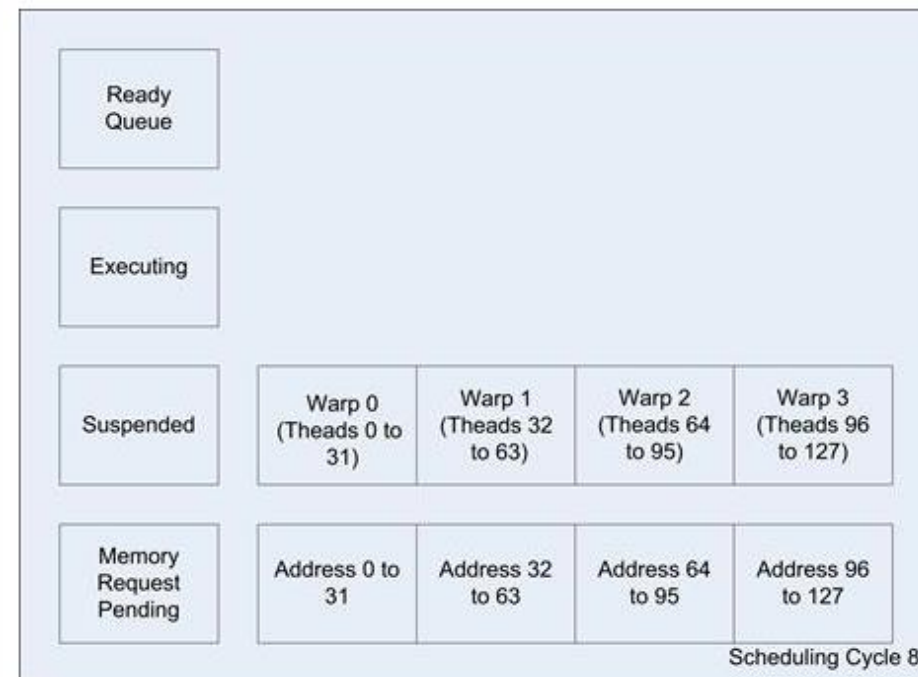 Ready
Queue
Executing
Suspended
Warp 0
(Theads 0 to
31)
Warp 1
(Theads 32
to 63)
Warp 2
(Theads 64
to 95)
Warp 3
(Theads 96
to 127)
Memory
Request
Pending
Address 0 to
31
Address 32
to 63
Address 64
to 95
Address 96
to 127
Scheduling Cycle 8